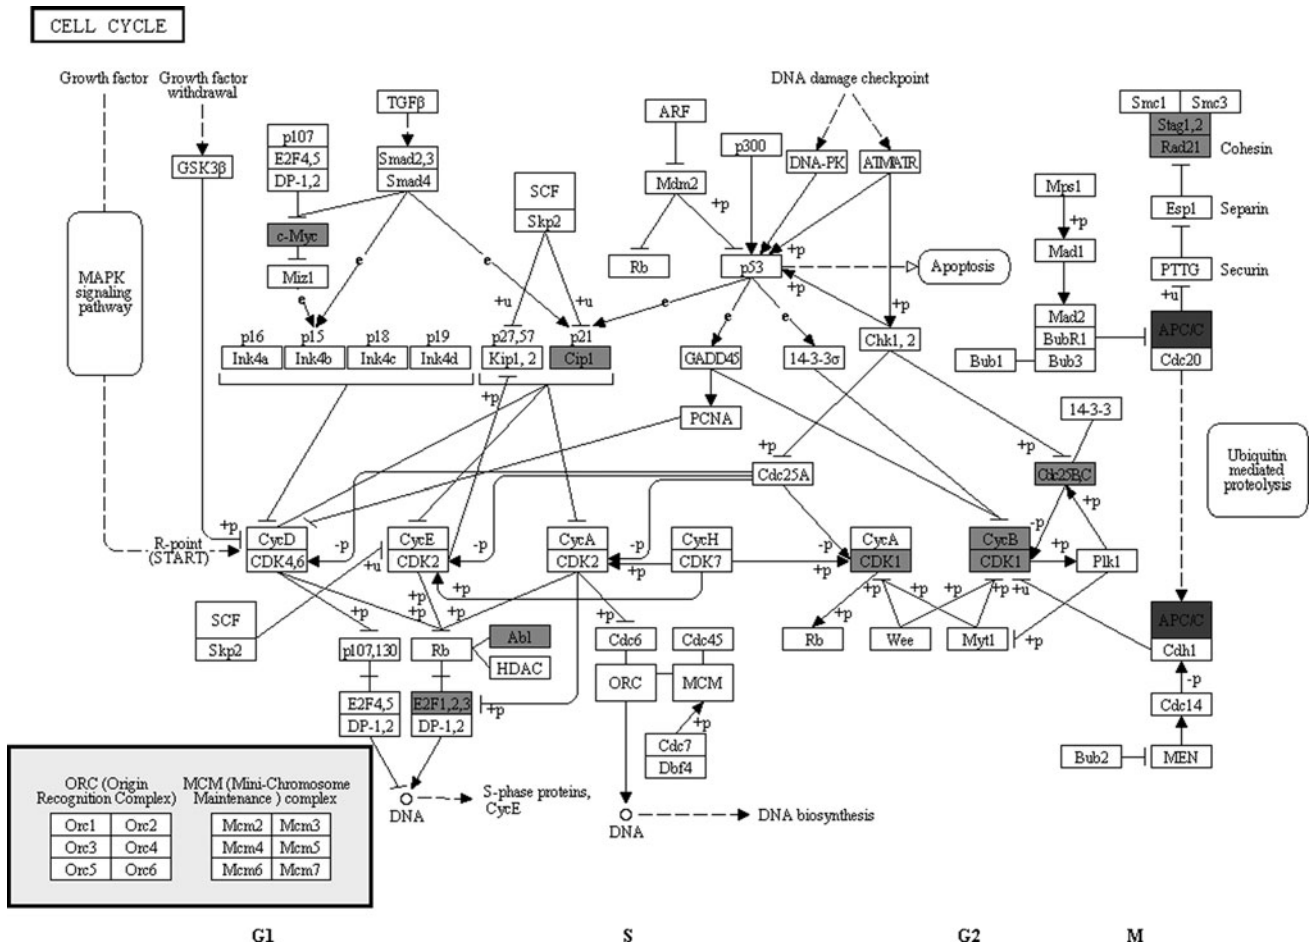 CELL CYCLE
Growth factor
Growth factor
withdrawal
DNA damage checkpoint
TGFβ
ARF
Smc1 Smc3
Stag1,2
Rad21
Cohesin
p107
E2F4,5
DP-1,2
GSK3β
Smad2,3
Smad4
p300
DNA-PK
ATM/ATR
SCF
Skp2
Mdm2
+p
Mps1
+p
Esp1
Separin
c-Myc
Miz1
e
e
e
Rb
p53
+p
+p
Apoptosis
Mad1
PTTG
Securin
MAPK
signaling
pathway
+u
+u
e
e
e
+p
+u
p16
Ink4a
p15
Ink4b
p18
Ink4c
p19
Ink4d
p27,57
Kip1, 2
p21
Cip1
GADD45
14-3-3σ
Chk1, 2
Mad2
BubR1
Bub3
Bub1
APC/C
Cdc20
+p
PCNA
14-3-3
+p
+p
Cdc25A
Cdc25B,C
Ubiquitin
mediated
proteolysis
R-point
(START)
+p
CycD
CDK4,6
-p
CycE
CDK2
+u
-p
CycA
CDK2
-p
+p
CycH
CDK7
-p
+p
CycA
CDK1
CycB
CDK1
-p
+p
+p
Plk1
SCF
Skp2
+p
+p
+p
+p
+p
+p
+p
+p
+p
+u
+p
p107,130
Rb
Abl
HDAC
Cdc6
Cdc45
Rb
Wee
Myt1
APC/C
Cdh1
-p
E2F4,5
DP-1,2
E2F1,2,3
DP-1,2
+p
ORC
MCM
+p
Cdc7
Dbf4
Cdc14
Bub2
MEN
DNA
S-phase proteins,
CycE
DNA
DNA biosynthesis
ORC (Origin
Recognition Complex)
Orc1 Orc2
Orc3 Orc4
Orc5 Orc6
MCM (Mini-Chromosome
Maintenance ) complex
Mcm2 Mcm3
Mcm4 Mcm5
Mcm6 Mcm7
G1 S G2 M